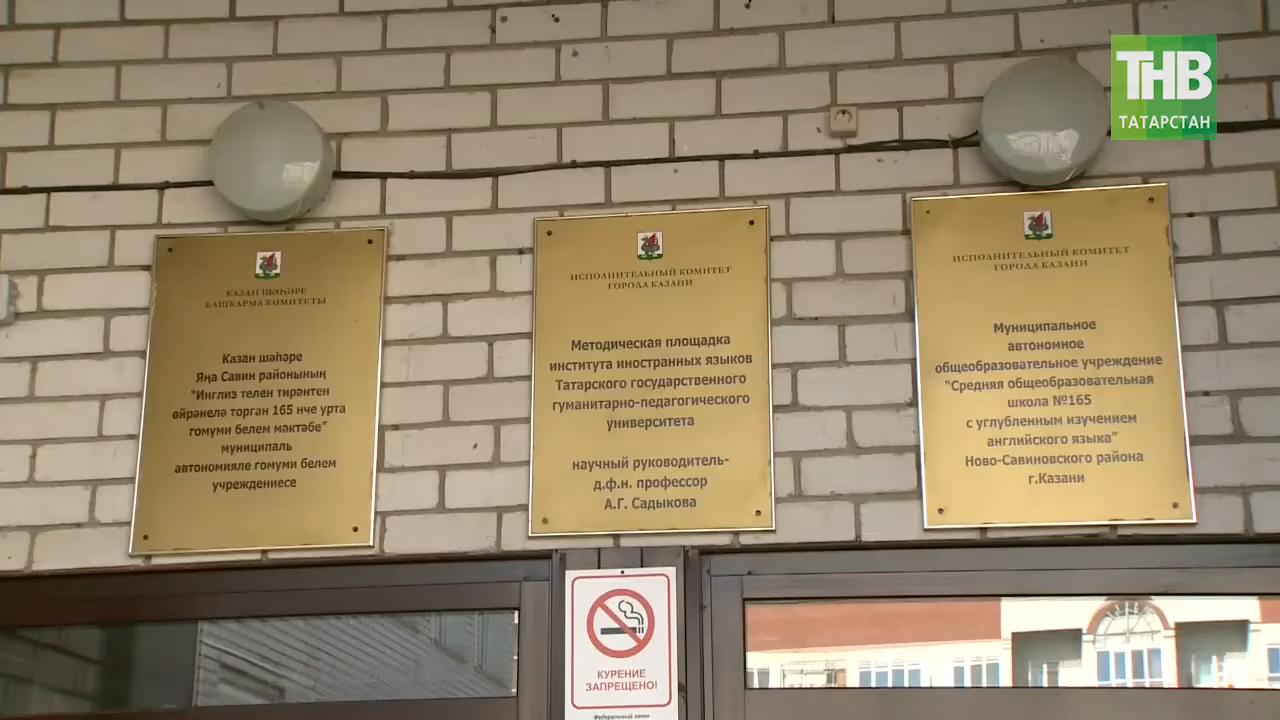 ТНВ
ТАТАРСТАН
КАЗАН ШӘҺӘРЕ
БАШКАРМА КОМИТЕТЫ
Казан шәһәре
Яңа Савин районының
"Инглиз телен тирәнтен
өйрәнелә торган 165 нче урта
гомуми белем мәктәбе"
муниципаль
автономияле гомуми белем
учреждениесе
ИСПОЛНИТЕЛЬНЫЙ КОМИТЕТ
ГОРОДА КАЗАНИ
Методическая площадка
института иностранных языков
Татарского государственного
гуманитарно-педагогического
университета
научный руководитель-
д.ф.н. профессор
А.Г. Садыкова
ИСПОЛНИТЕЛЬНЫЙ КОМИТЕТ
ГОРОДА КАЗАНИ
Муниципальное
автономное
общеобразовательное учреждение
"Средняя общеобразовательная
школа №165
с углубленным изучением
английского языка"
Ново-Савиновского района
г.Казани
КУРЕНИЕ
ЗАПРЕЩЕНО!
Федеральный закон